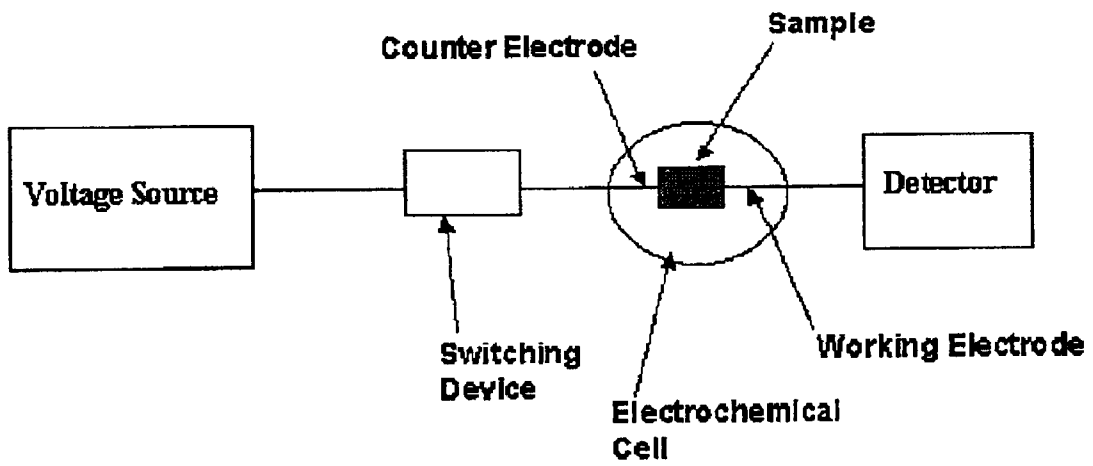 Sample
Counter Electrode
Voltage Source
Detector
Switching
Device
Working Electrode
Electrochemical
Cell